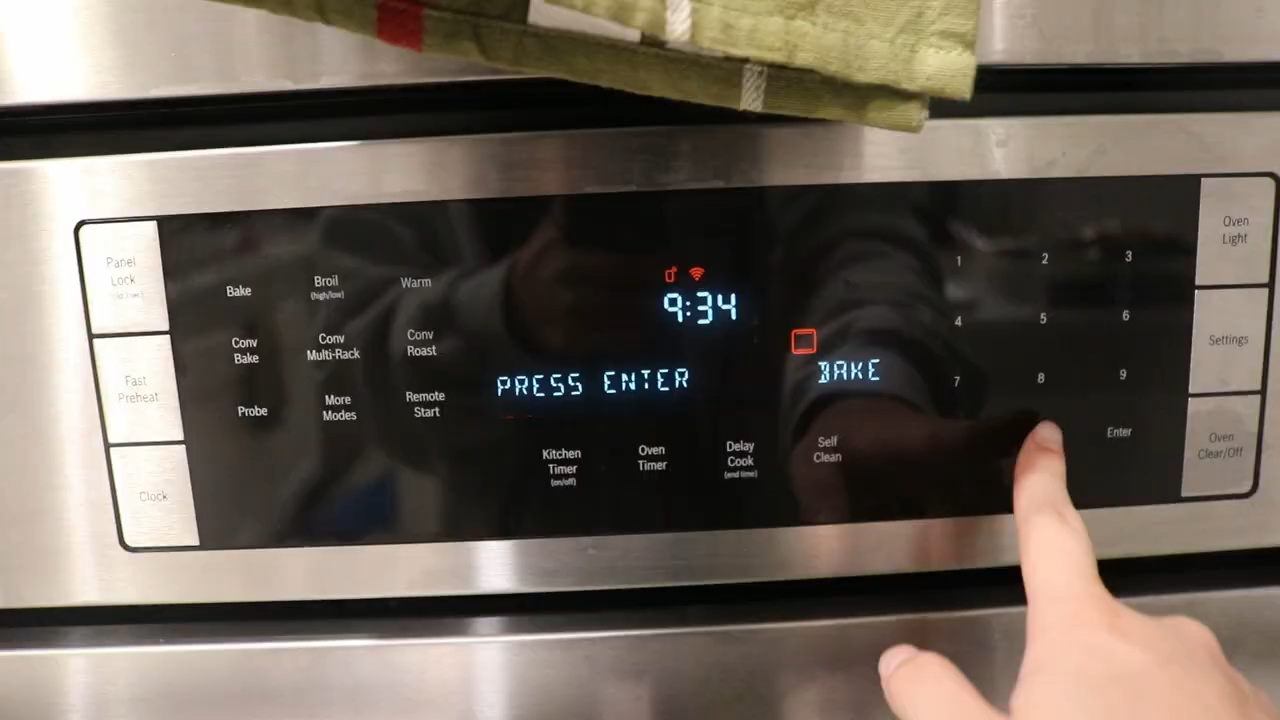 Panel
Lock
Fast
Preheat
Clock
Bake
Broil
(high/low)
Warm
Conv
Bake
Conv
Multi-Rack
Conv
Roast
Probe
More
Modes
Remote
Start
9:34
PRESS ENTER
BAKE
Kitchen
Timer
(on/off)
Oven
Timer
Delay
Cook
(end time)
Self
Clean
1 2 3
4 5 6
7 8 9
Enter
Oven
Light
Settings
Oven
Clear/Off